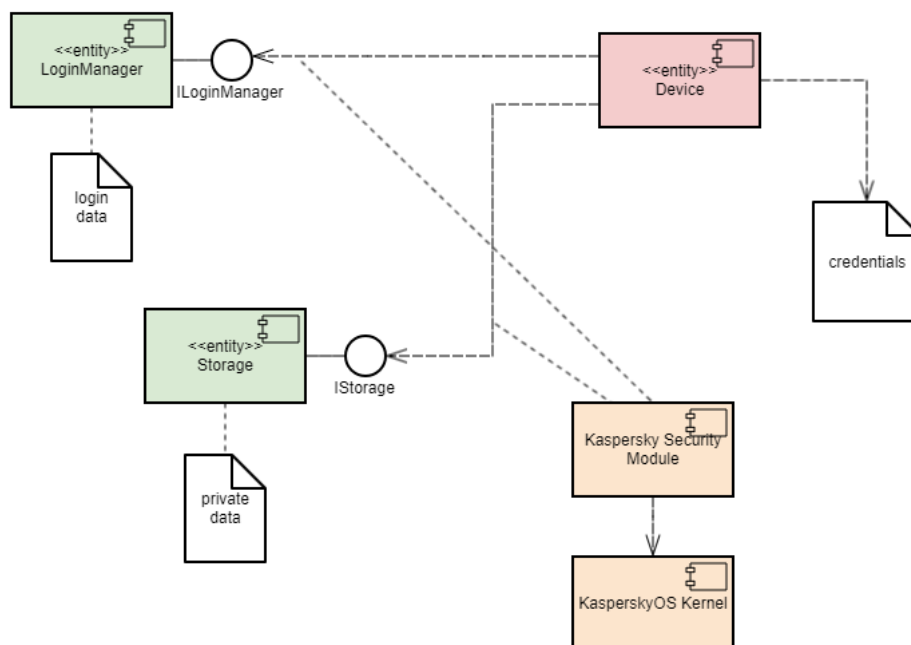 <<entity>>
LoginManager
ILoginManager
<<entity>>
Device
login
data
credentials
<<entity>>
Storage
IStorage
private
data
Kaspersky Security
Module
KasperskyOS Kernel